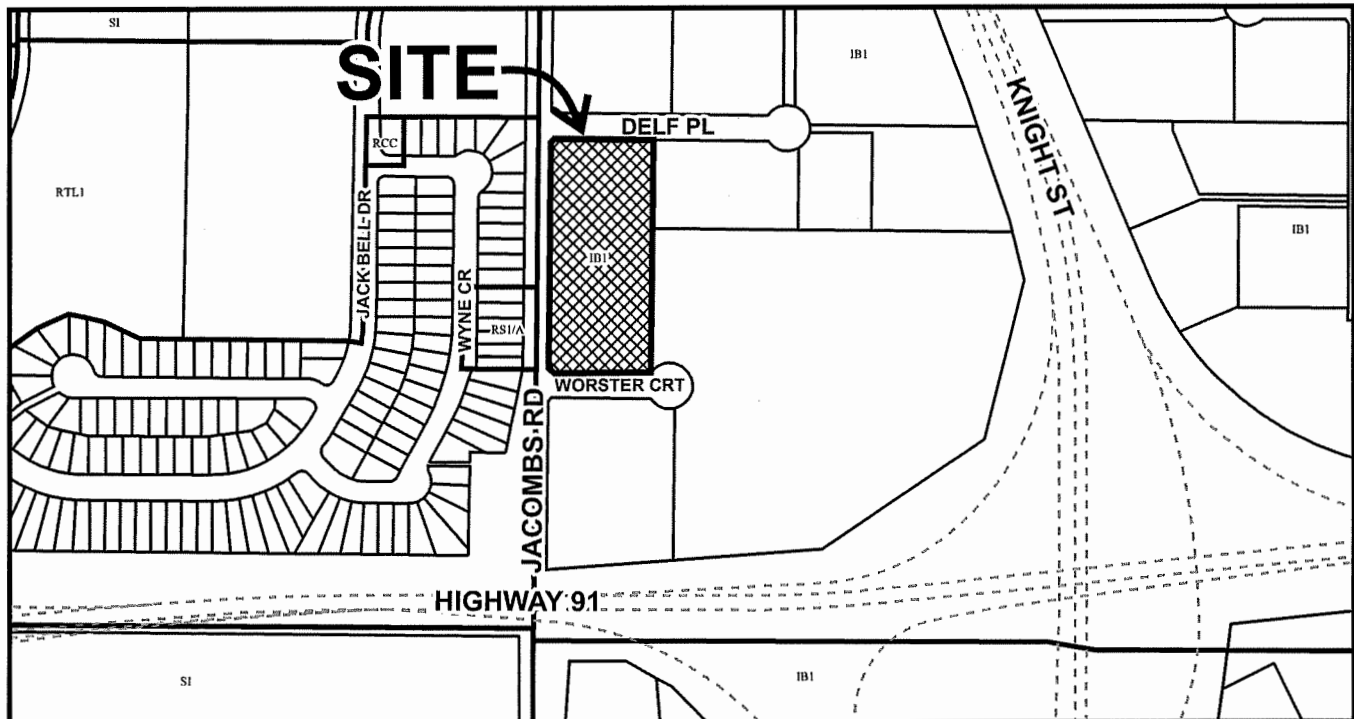 SI
SITE
IB1
KNIGHT ST
DELF PL
RCC
RTL1
JACK BELL DR
WYNE CR
IB1
IB1
RS1/A
WORSTER CRT
JACOMBS RD
HIGHWAY 91
SI
IB1